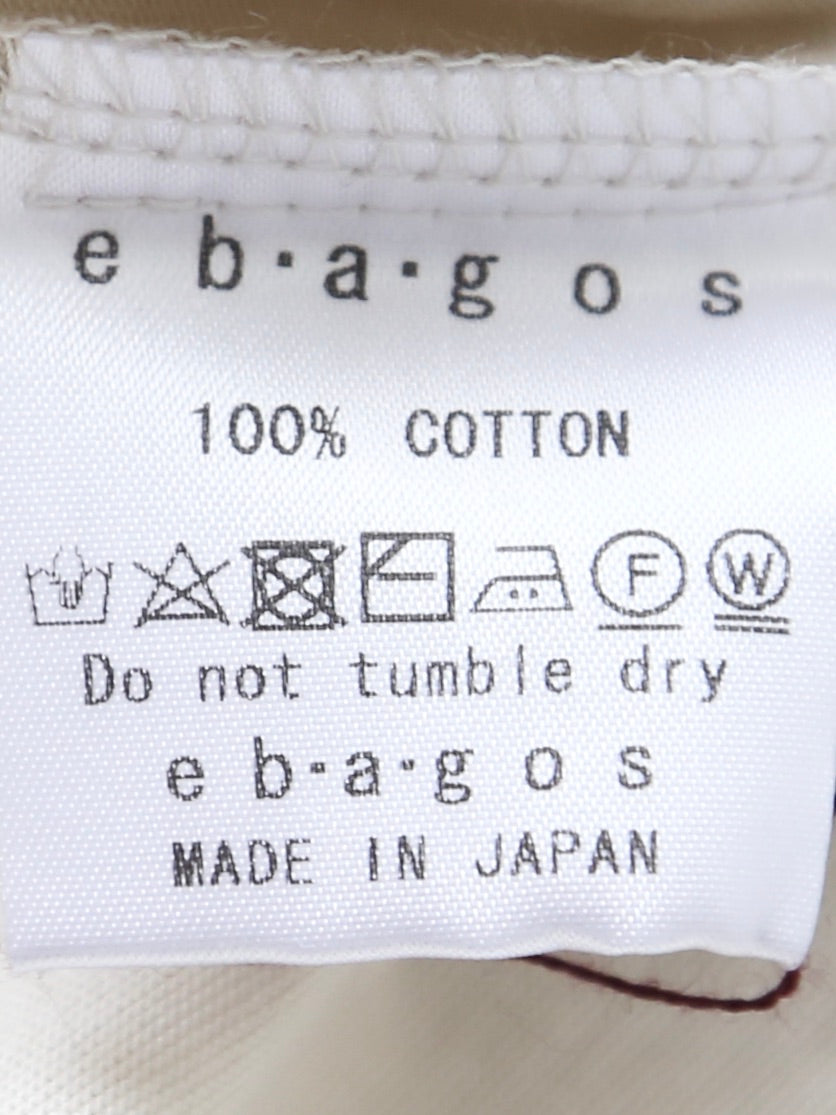 e b·a·g o s
100% COTTON
F W
Do not tumble dry
e b·a·g o s
MADE IN JAPAN